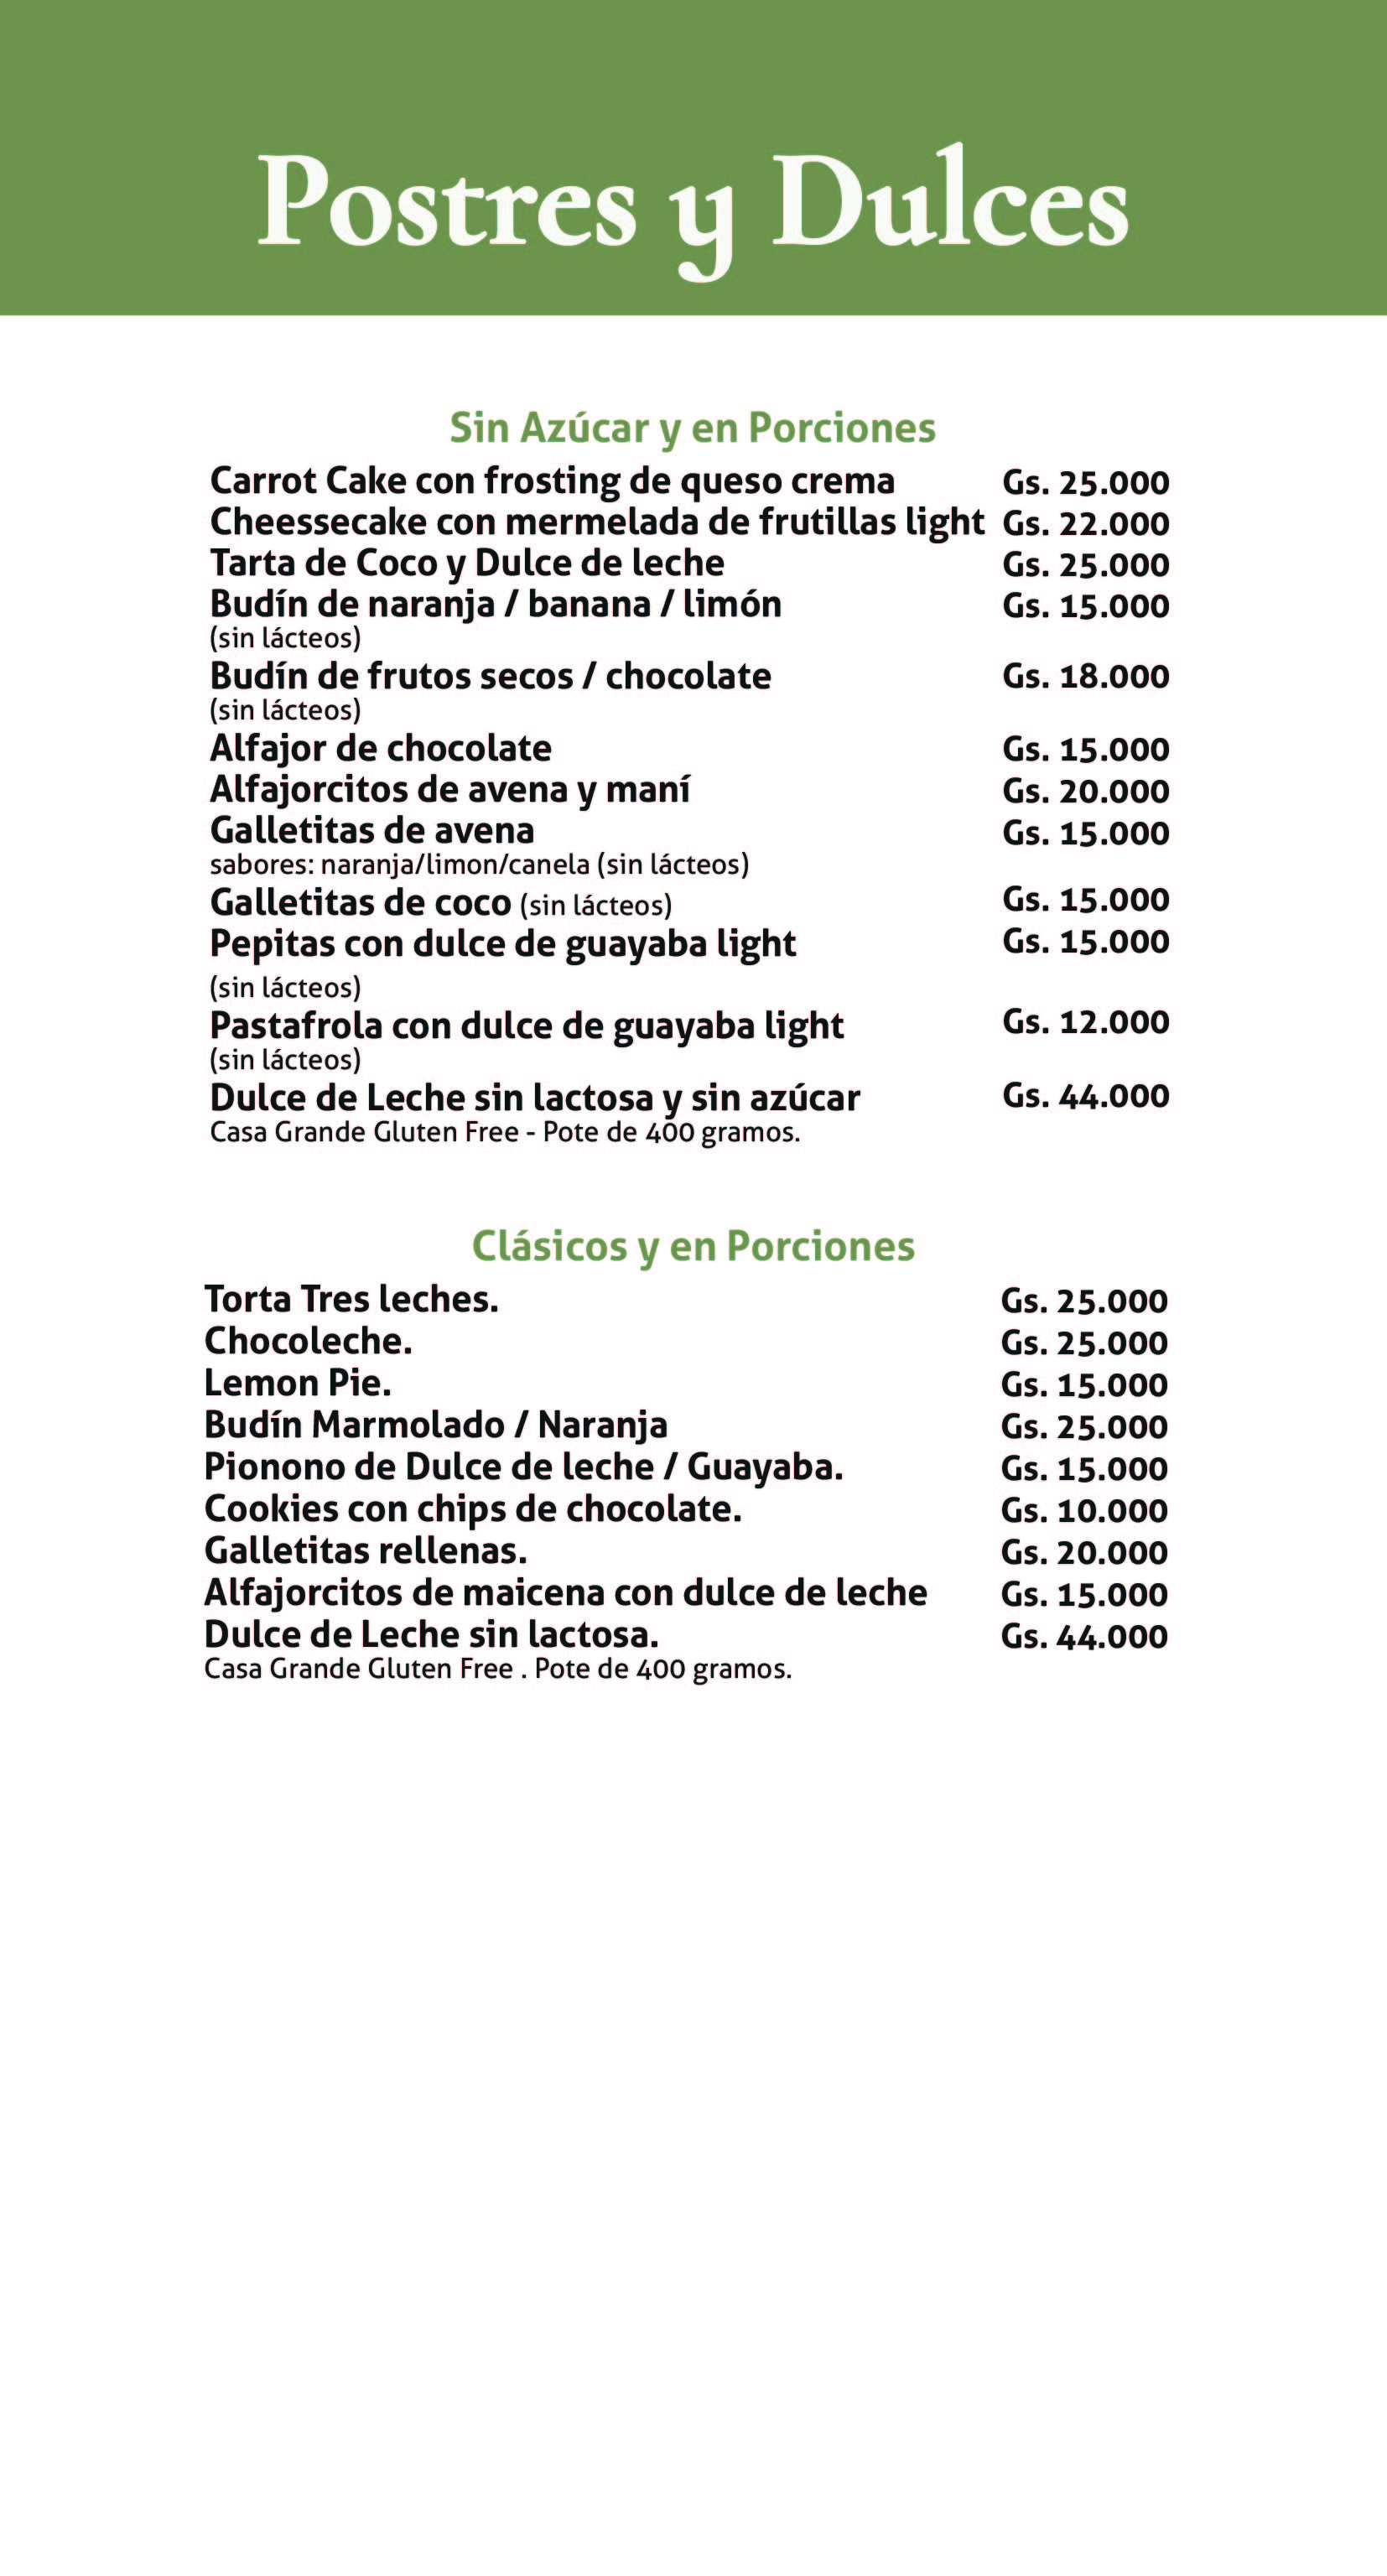 Postres y Dulces
Sin Azúcar y en Porciones
Carrot Cake con frosting de queso crema Gs. 25.000
Cheessecake con mermelada de frutillas light Gs. 22.000
Tarta de Coco y Dulce de leche Gs. 25.000
Budín de naranja / banana / limón Gs. 15.000
(sin lácteos)
Budín de frutos secos / chocolate Gs. 18.000
(sin lácteos)
Alfajor de chocolate Gs. 15.000
Alfajorcitos de avena y maní Gs. 20.000
Galletitas de avena Gs. 15.000
sabores: naranja/limon/canela (sin lácteos)
Galletitas de coco (sin lácteos) Gs. 15.000
Pepitas con dulce de guayaba light Gs. 15.000
(sin lácteos)
Pastafrola con dulce de guayaba light Gs. 12.000
(sin lácteos)
Dulce de Leche sin lactosa y sin azúcar Gs. 44.000
Casa Grande Gluten Free - Pote de 400 gramos.
Clásicos y en Porciones
Torta Tres leches. Gs. 25.000
Chocoleche. Gs. 25.000
Lemon Pie. Gs. 15.000
Budín Marmolado / Naranja Gs. 25.000
Pionono de Dulce de leche / Guayaba. Gs. 15.000
Cookies con chips de chocolate. Gs. 10.000
Galletitas rellenas. Gs. 20.000
Alfajorcitos de maicena con dulce de leche Gs. 15.000
Dulce de Leche sin lactosa. Gs. 44.000
Casa Grande Gluten Free . Pote de 400 gramos.